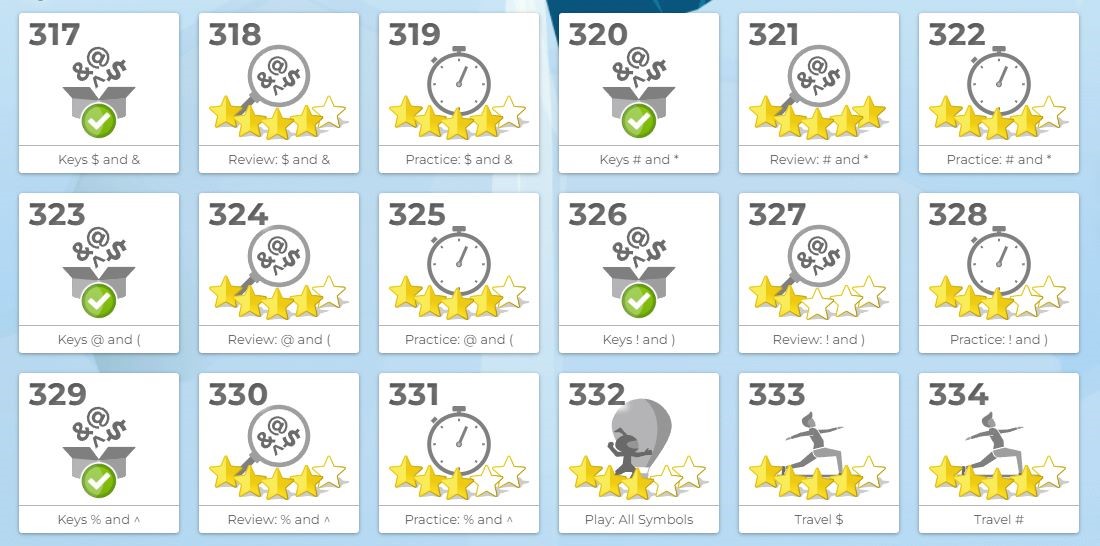 317
Keys $ and &
318
Review: $ and &
319
Practice: $ and &
320
Keys # and *
321
Review: # and *
322
Practice: # and *
323
Keys @ and (
324
Review: @ and (
325
Practice: @ and (
326
Keys ! and )
327
Review: ! and )
328
Practice: ! and )
329
Keys % and ^
330
Review: % and ^
331
Practice: % and ^
332
Play: All Symbols
333
Travel $
334
Travel #